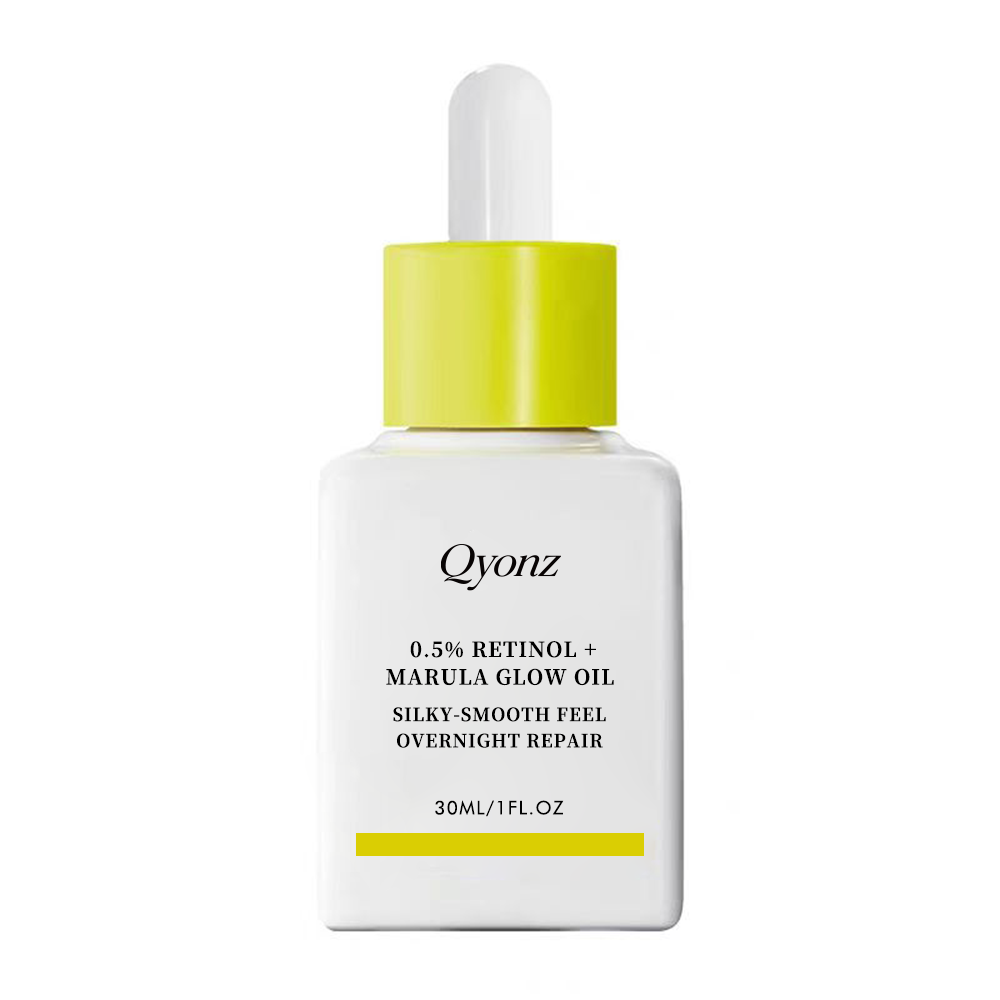 Qyonz
0.5% RETINOL +
MARULA GLOW OIL
SILKY-SMOOTH FEEL
OVERNIGHT REPAIR
30ML/1FL.OZ